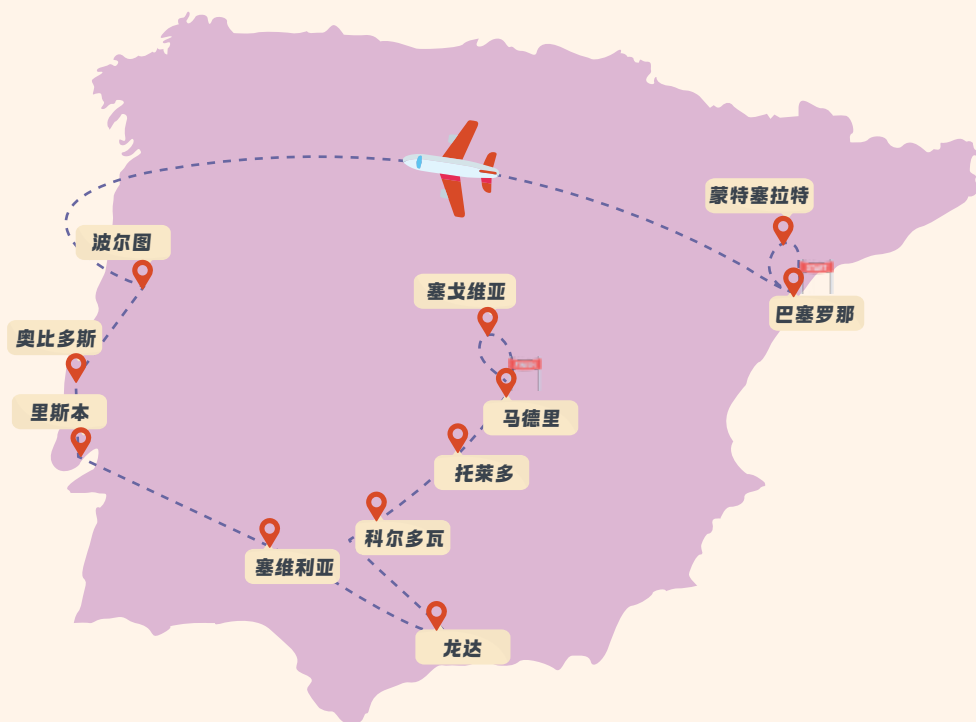 蒙特塞拉特
波尔图
塞戈维亚
巴塞罗那
奥比多斯
里斯本
马德里
托莱多
科尔多瓦
塞维利亚
龙达